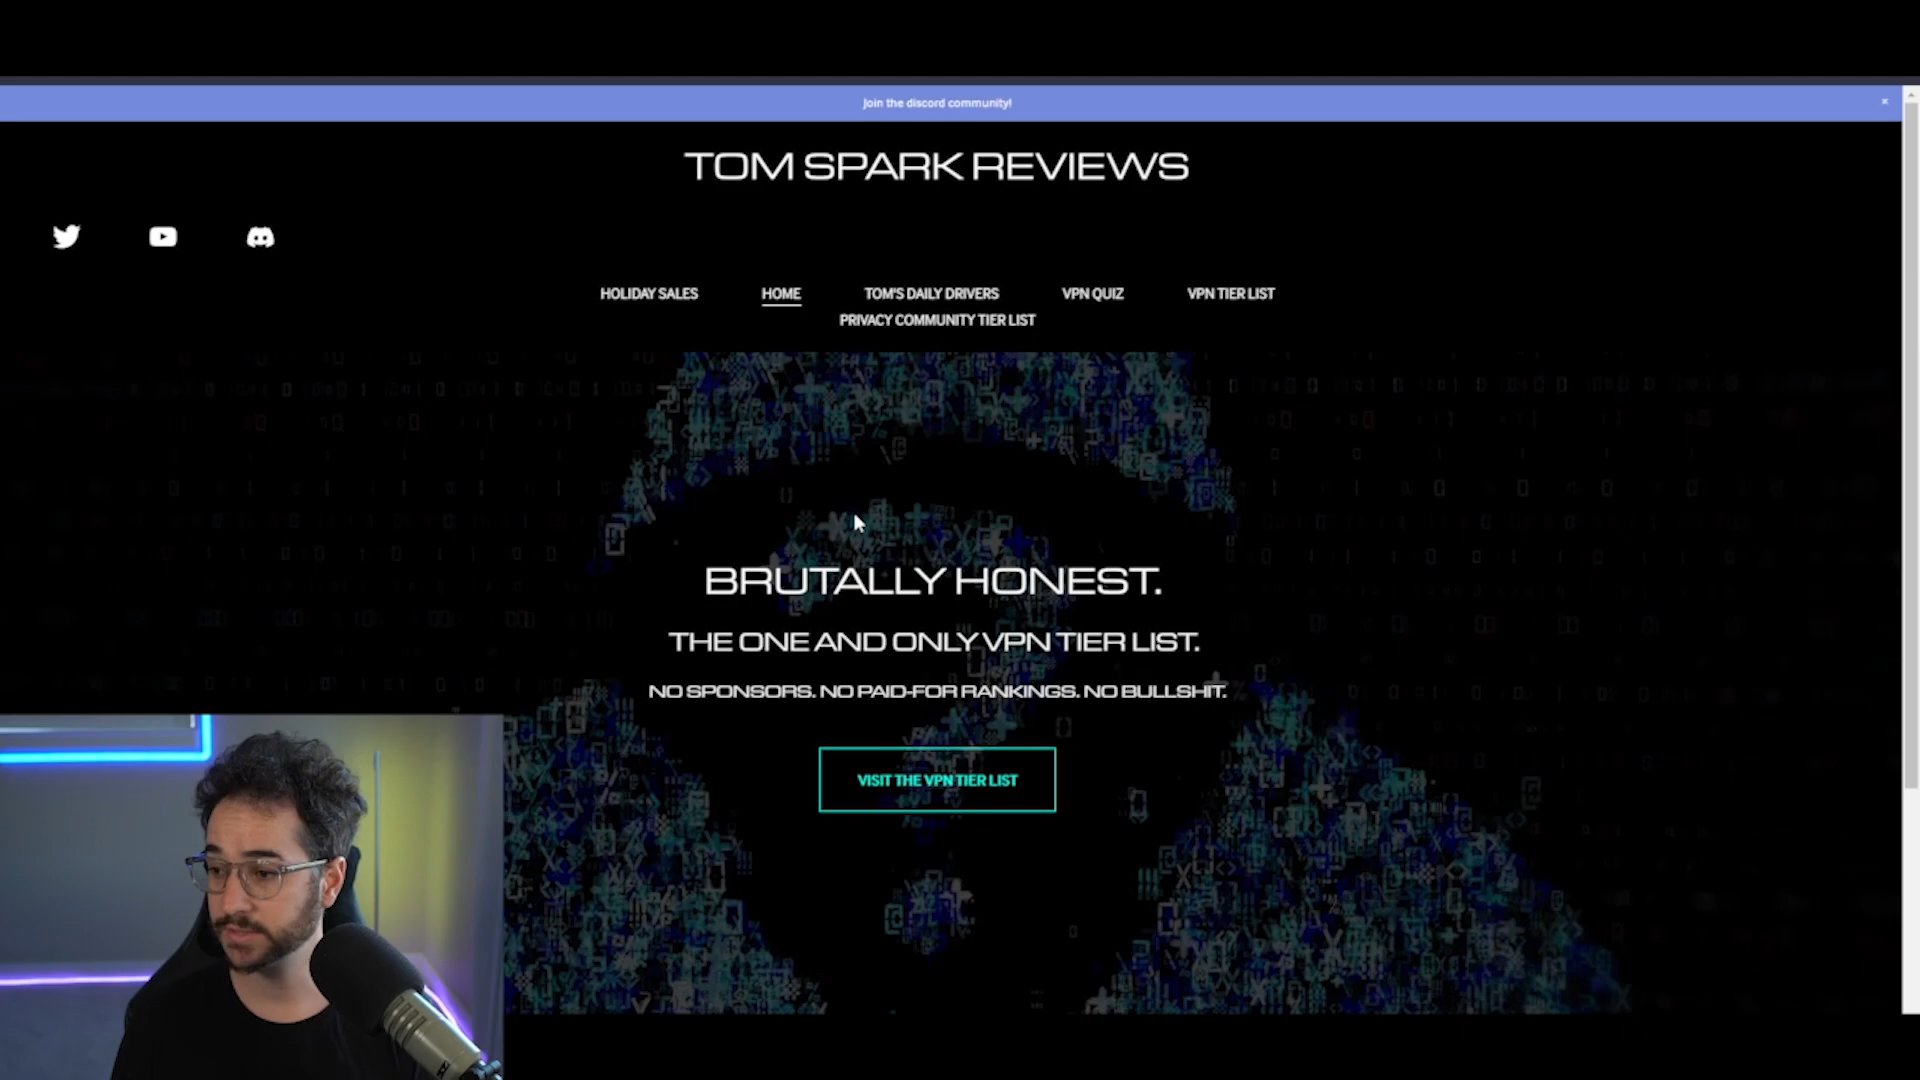 Join the discord community!
×
TOM SPARK REVIEWS
HOLIDAY SALES
HOME
TOM'S DAILY DRIVERS
VPN QUIZ
VPN TIER LIST
PRIVACY COMMUNITY TIER LIST
BRUTALLY HONEST.
THE ONE AND ONLY VPN TIER LIST.
NO SPONSORS. NO PAID-FOR RANKINGS. NO BULLSHIT.
VISIT THE VPN TIER LIST